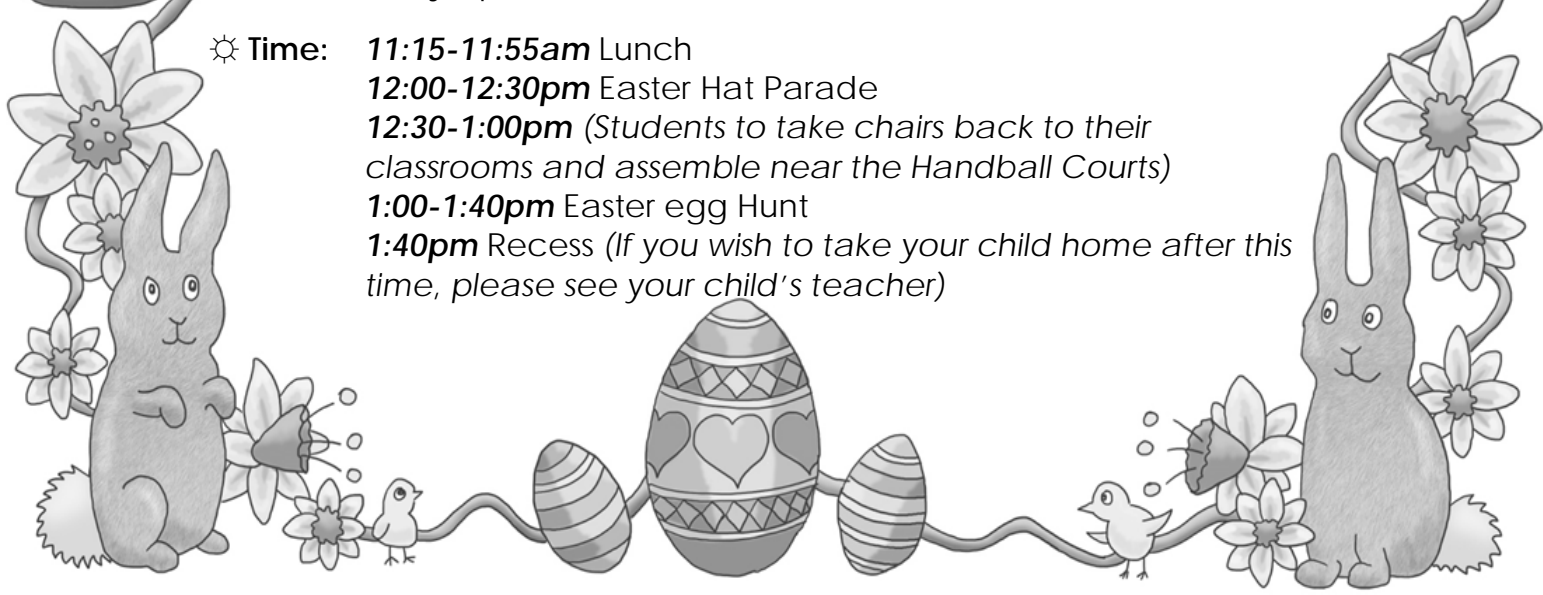 ☼ Time: 11:15-11:55am Lunch
12:00-12:30pm Easter Hat Parade
12:30-1:00pm (Students to take chairs back to their
classrooms and assemble near the Handball Courts)
1:00-1:40pm Easter egg Hunt
1:40pm Recess (If you wish to take your child home after this
time, please see your child's teacher)